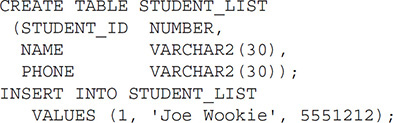 CREATE TABLE STUDENT_LIST
(STUDENT_ID NUMBER,
NAME VARCHAR2(30),
PHONE VARCHAR2(30));
INSERT INTO STUDENT_LIST
VALUES (1, 'Joe Wookie', 5551212);